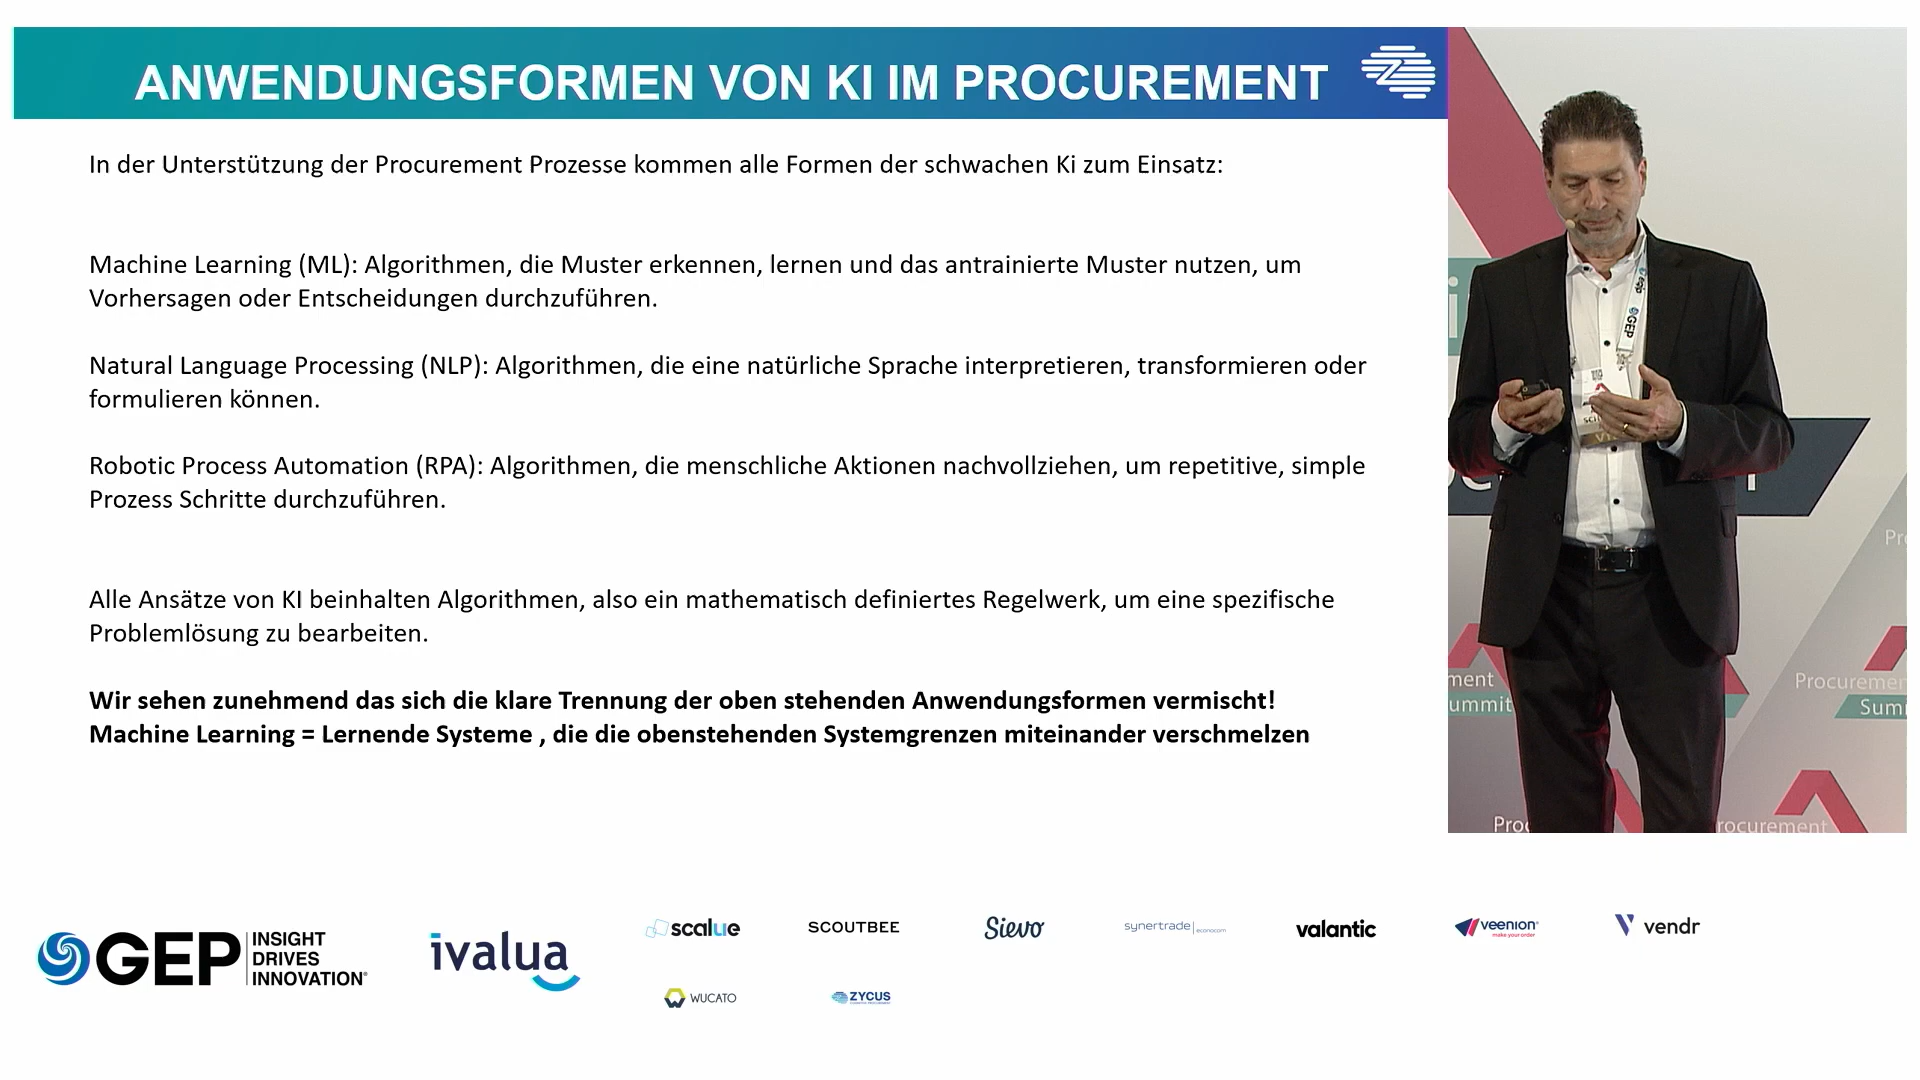 ANWENDUNGSFORMEN VON KI IM PROCUREMENT
In der Unterstützung der Procurement Prozesse kommen alle Formen der schwachen Ki zum Einsatz:
Machine Learning (ML): Algorithmen, die Muster erkennen, lernen und das antrainierte Muster nutzen, um
Vorhersagen oder Entscheidungen durchzuführen.
Natural Language Processing (NLP): Algorithmen, die eine natürliche Sprache interpretieren, transformieren oder
formulieren können.
Robotic Process Automation (RPA): Algorithmen, die menschliche Aktionen nachvollziehen, um repetitive, simple
Prozess Schritte durchzuführen.
Alle Ansätze von KI beinhalten Algorithmen, also ein mathematisch definiertes Regelwerk, um eine spezifische
Problemlösung zu bearbeiten.
Wir sehen zunehmend das sich die klare Trennung der oben stehenden Anwendungsformen vermischt!
Machine Learning = Lernende Systeme , die die obenstehenden Systemgrenzen miteinander verschmelzen
GEP
ment
ummit
Procuremen
Summ
rocurement
GEP
INSIGHT
DRIVES
INNOVATION
ivalua
scalue
SCOUTBEE
Sievo
synertrade | econocom
valantic
veenion
make your order
vendr
WUCATO
ZYCUS